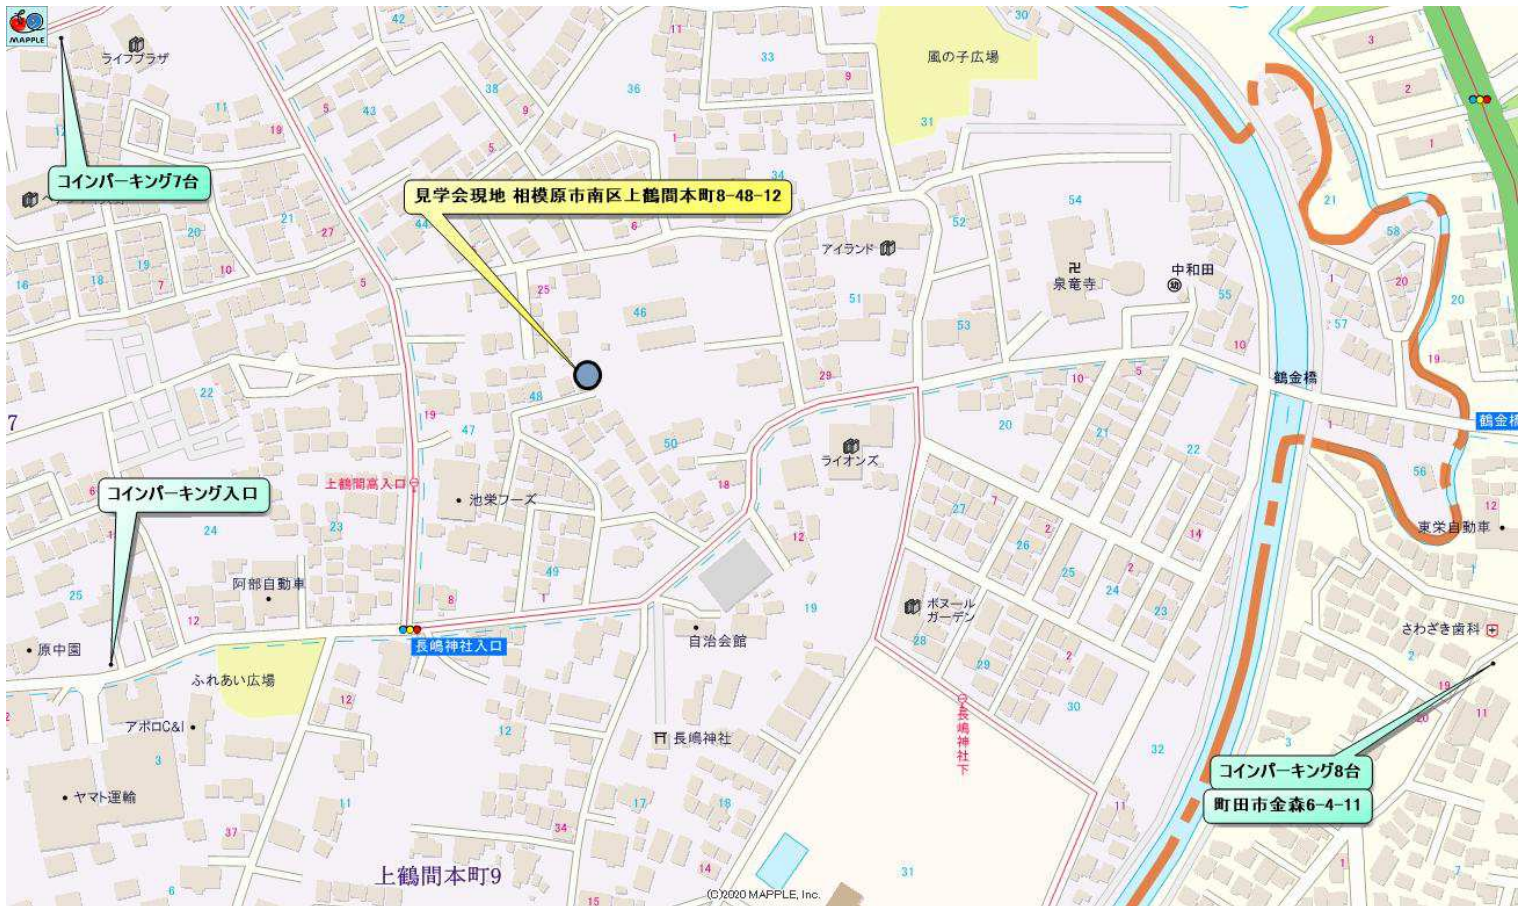 MAPPLE
ライフプラザ
コインパーキング7台
風の子広場
見学会現地 相模原市南区上鶴間本町8-48-12
アイランド
泉竜寺
中和田
鶴金橋
鶴金橋
7
ライオンズ
上鶴間高入口
コインパーキング入口
池栄フーズ
東栄自動車
阿部自動車
ボヌール
ガーデン
原中園
長嶋神社入口
自治会館
さわざき歯科
ふれあい広場
アポロC&I
長嶋神社
長嶋神社下
コインパーキング8台
町田市金森6-4-11
ヤマト運輸
上鶴間本町9
(C)2020 MAPPLE, Inc.